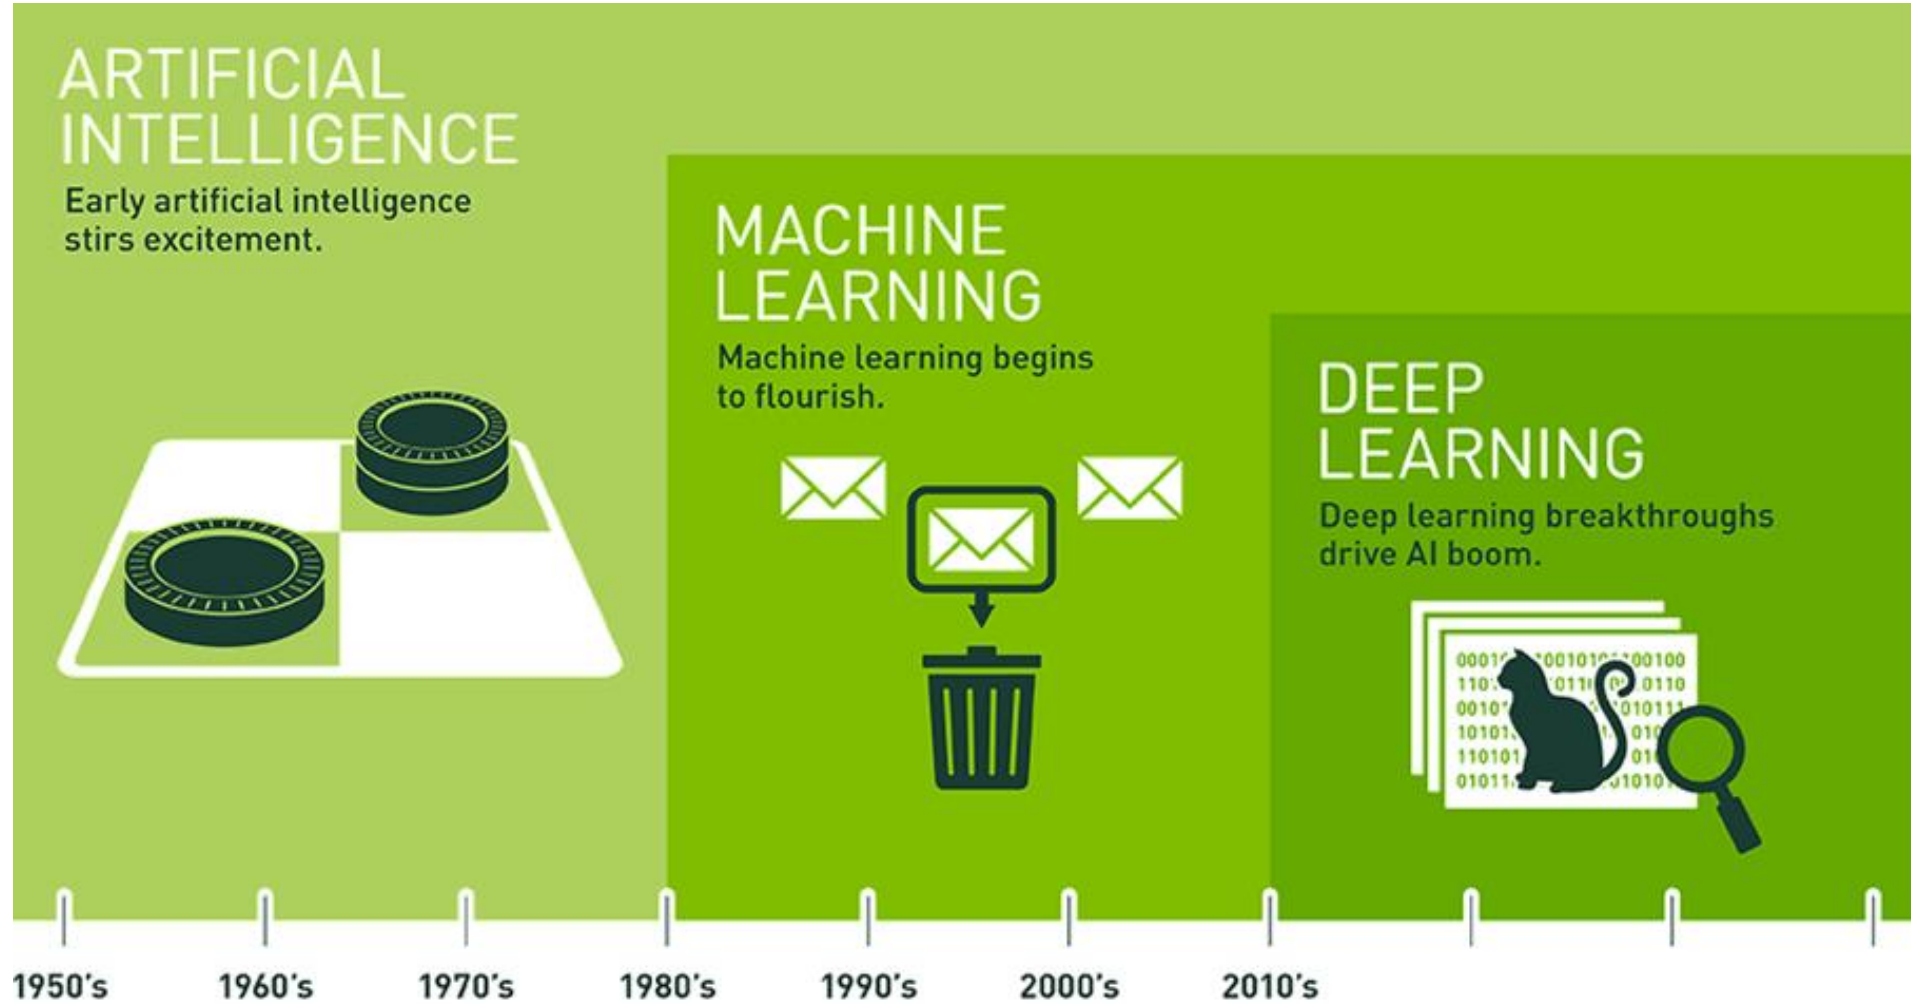 ARTIFICIAL
INTELLIGENCE
Early artificial intelligence
stirs excitement.
MACHINE
LEARNING
Machine learning begins
to flourish.
DEEP
LEARNING
Deep learning breakthroughs
drive AI boom.
1950's
1960's
1970's
1980's
1990's
2000's
2010's